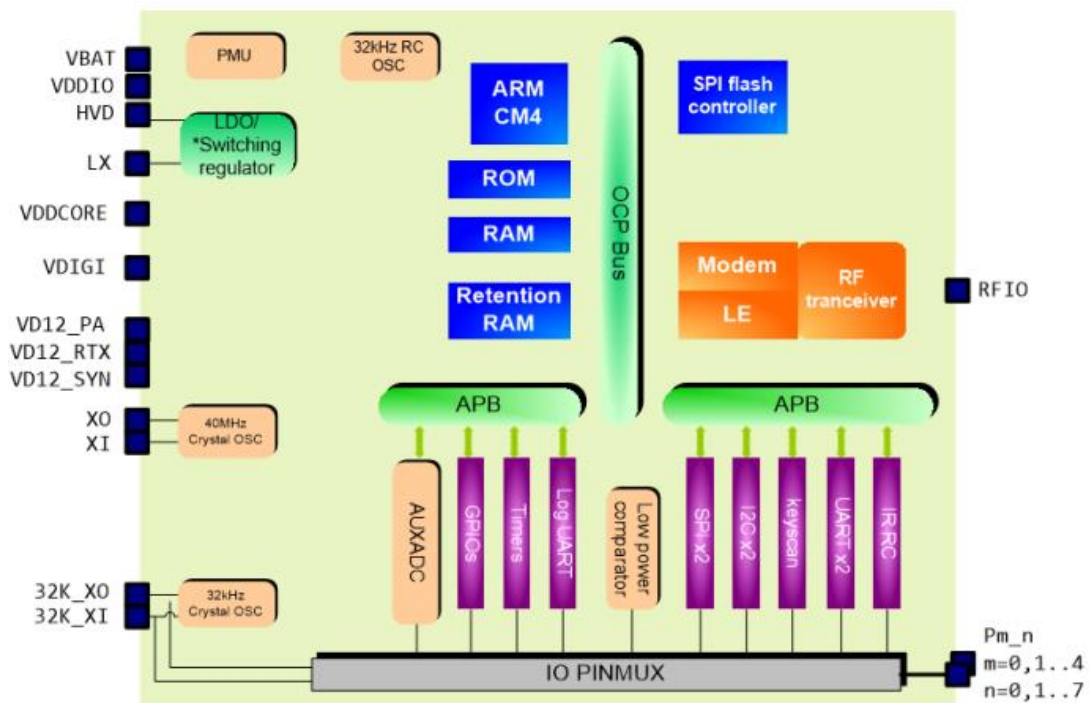 VBAT
VDDIO
HVD
LX
VDDCORE
VDIGI
VD12_PA
VD12_RTX
VD12_SYN
XO
XI
32K_XO
32K_XI
PMU
32kHz RC
OSC
LDO/
*Switching
regulator
40MHz
Crystal OSC
32kHz
Crystal OSC
ARM
CM4
ROM
RAM
Retention
RAM
OCP Bus
SPI flash
controller
Modem
LE
RF
tranceiver
RFIO
APB
APB
AUXADC
GPIOs
Timers
Log UART
Low power
comparator
SPI x2
I2C x2
keyscan
UART x2
IR RC
IO PINMUX
Pm_n
m=0,1..4
n=0,1..7